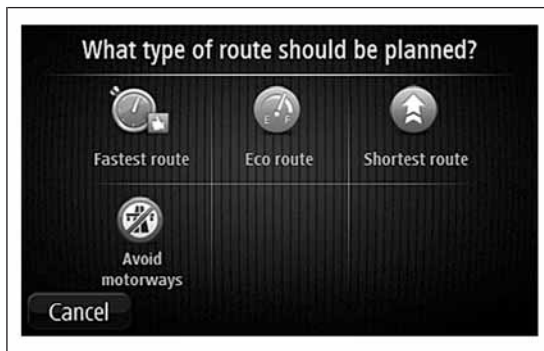 What type of route should be planned?
E F
Fastest route
Eco route
Shortest route
Avoid
motorways
Cancel